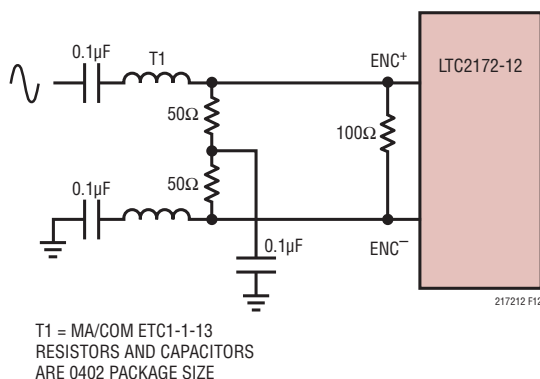 0.1µF
T1
ENC⁺
LTC2172-12
50Ω
100Ω
50Ω
0.1µF
0.1µF
ENC⁻
217212 F12
T1 = MA/COM ETC1-1-13
RESISTORS AND CAPACITORS
ARE 0402 PACKAGE SIZE